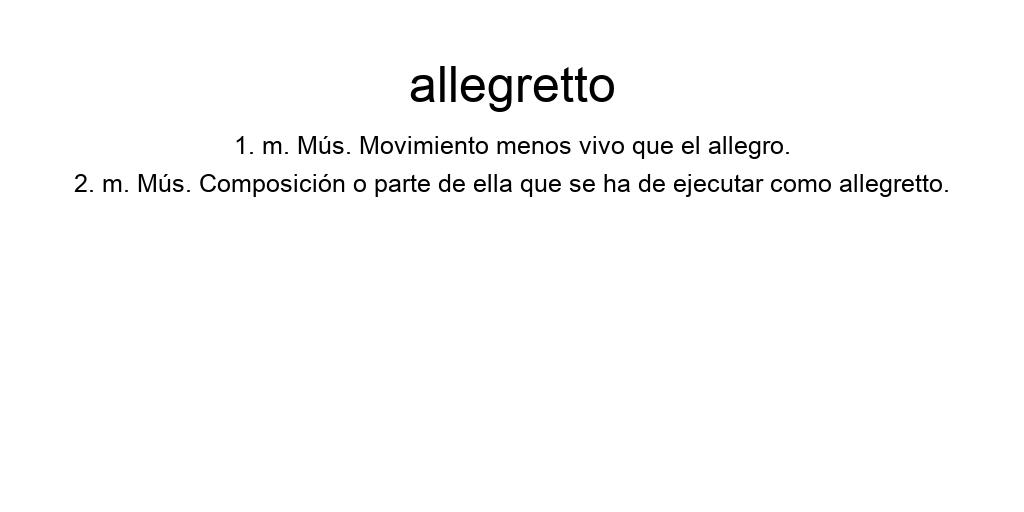 allegretto
1. m. Mús. Movimiento menos vivo que el allegro.
2. m. Mús. Composición o parte de ella que se ha de ejecutar como allegretto.